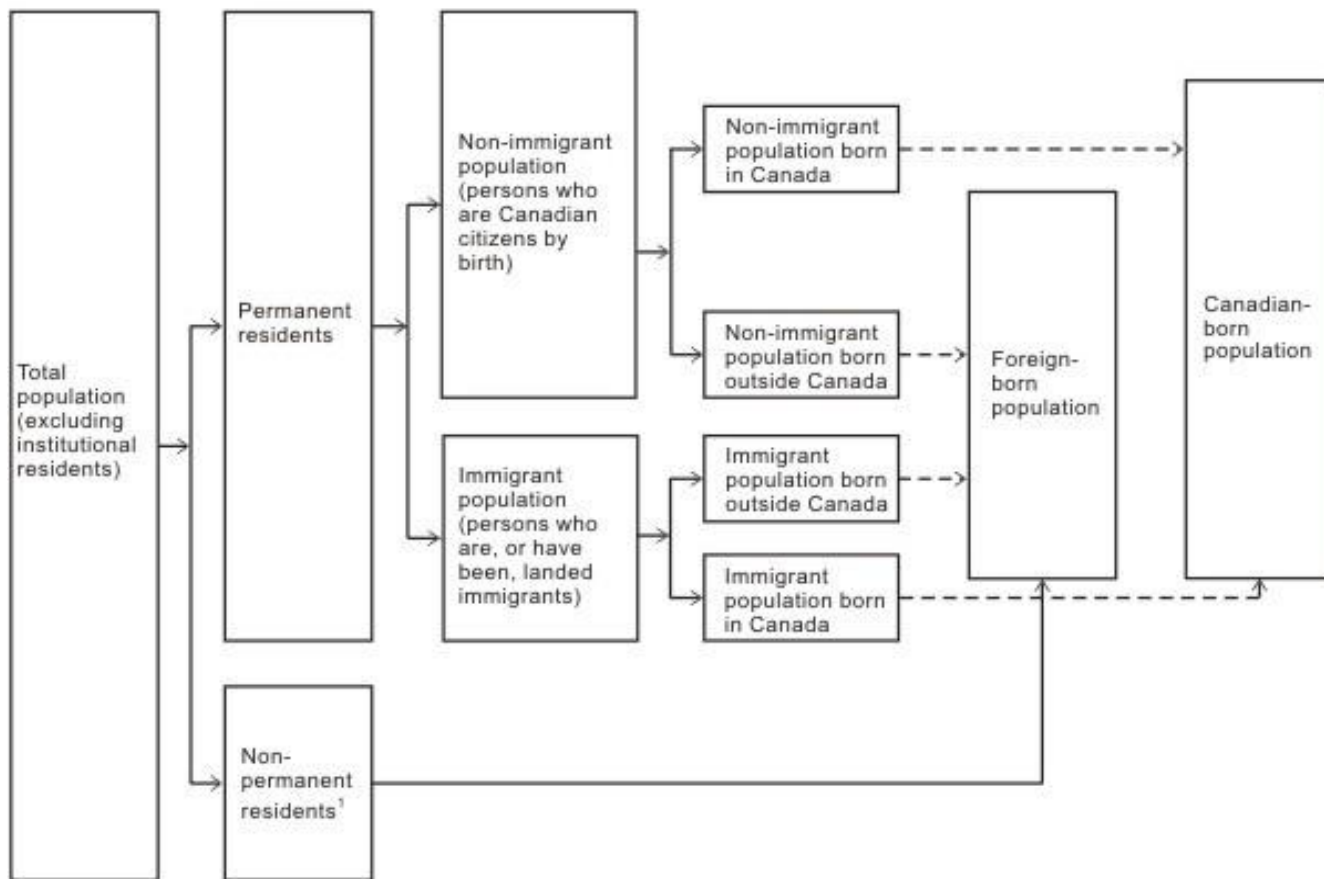 Total
population
(excluding
institutional
residents)
Permanent
residents
Non-
permanent
residents¹
Non-immigrant
population
(persons who
are Canadian
citizens by
birth)
Immigrant
population
(persons who
are, or have
been, landed
immigrants)
Non-immigrant
population born
in Canada
Non-immigrant
population born
outside Canada
Immigrant
population born
outside Canada
Immigrant
population born
in Canada
Foreign-
born
population
Canadian-
born
population